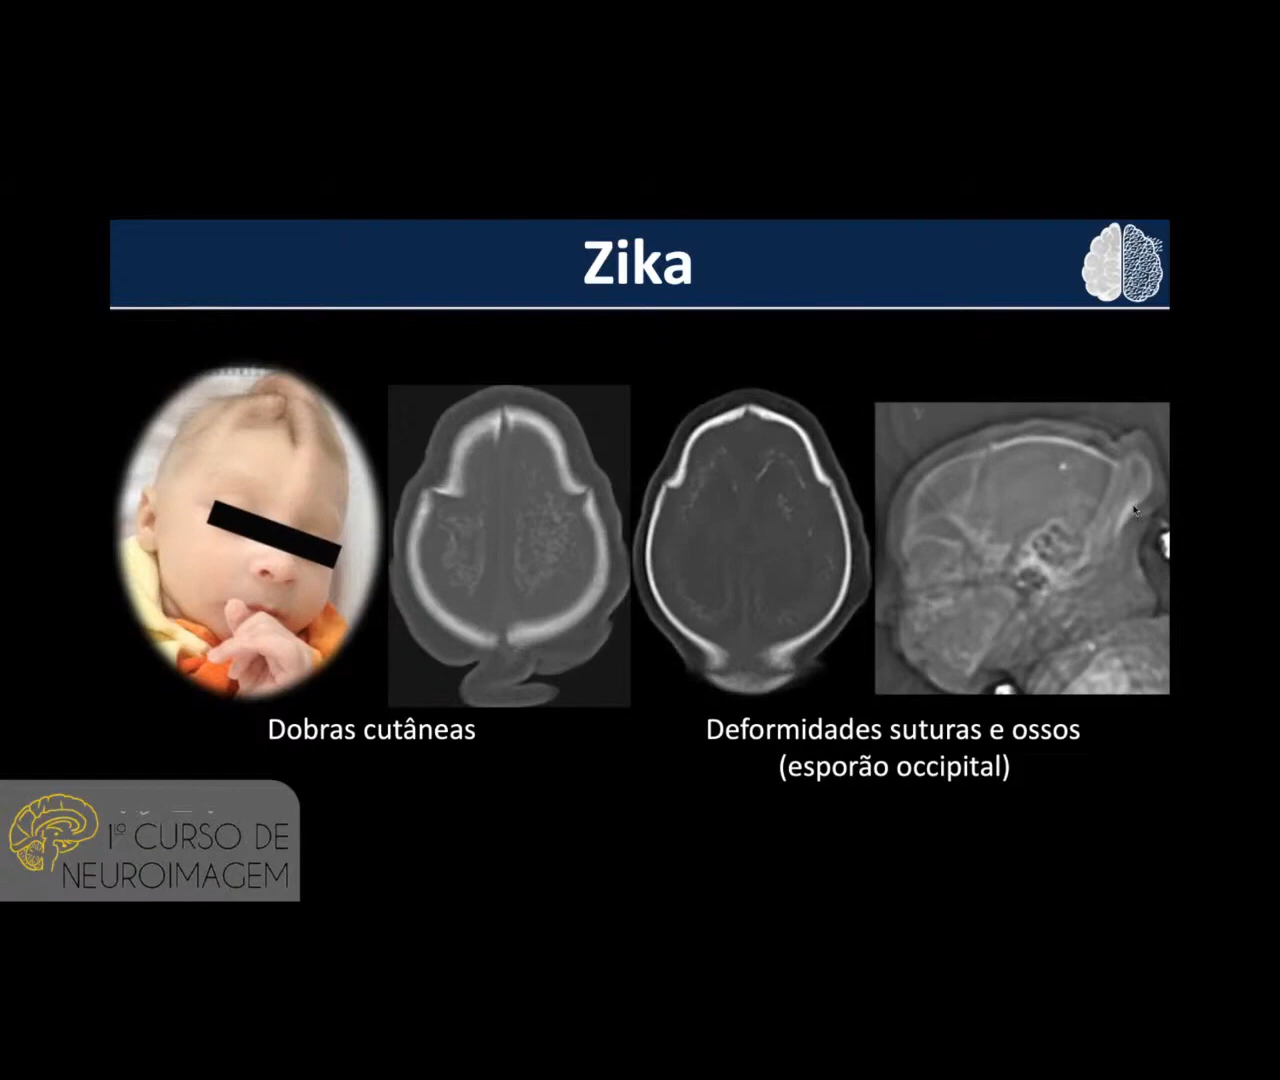 Zika
Dobras cutâneas
Deformidades suturas e ossos
(esporão occipital)
1º CURSO DE
NEUROIMAGEM